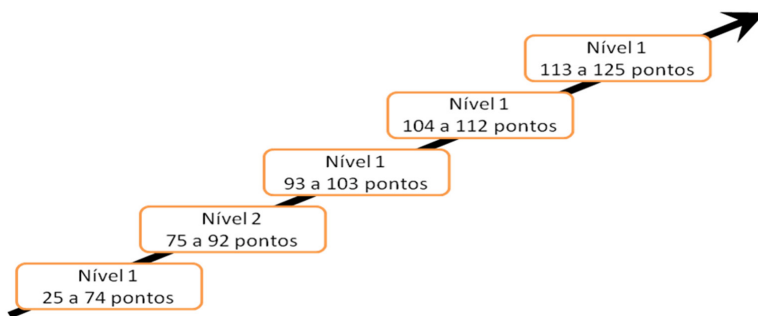 Nível 1
113 a 125 pontos
Nível 1
104 a 112 pontos
Nível 1
93 a 103 pontos
Nível 2
75 a 92 pontos
Nível 1
25 a 74 pontos